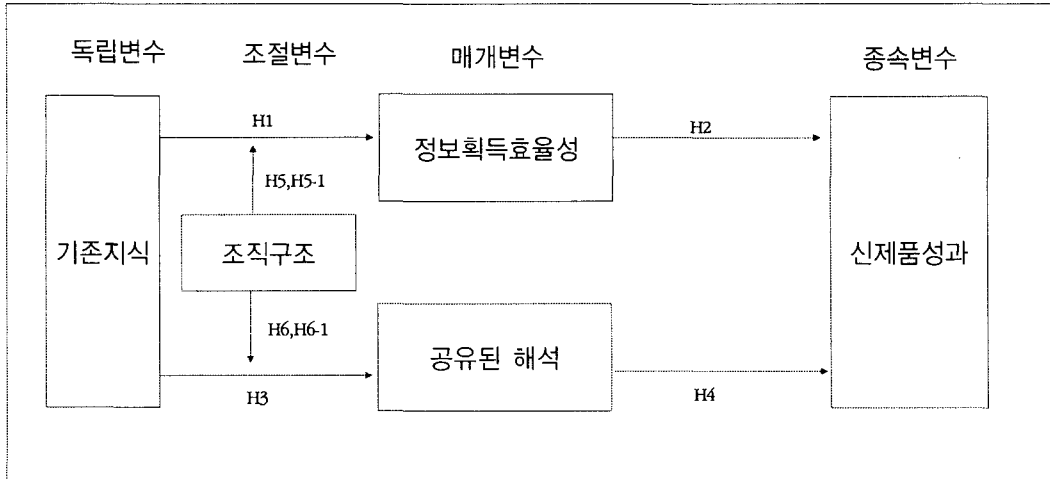 독립변수 조절변수 매개변수 종속변수
H1
정보획득효율성
H2
H5,H5-1
기존지식
조직구조
신제품성과
H6,H6-1
공유된 해석
H3
H4